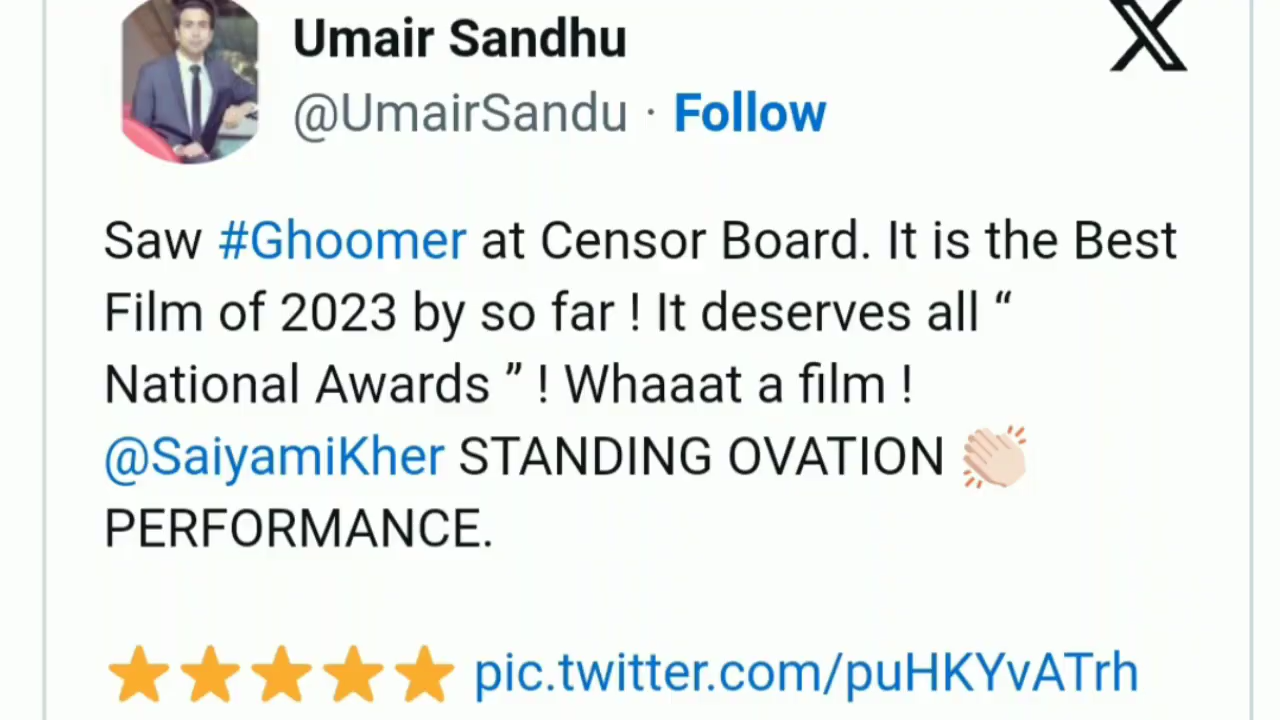 Umair Sandhu
@UmairSandu · Follow
Saw #Ghoomer at Censor Board. It is the Best
Film of 2023 by so far ! It deserves all “
National Awards ” ! Whaaat a film !
@SaiyamiKher STANDING OVATION 👏🏻
PERFORMANCE.
⭐⭐⭐⭐⭐ pic.twitter.com/puHKYvATrh